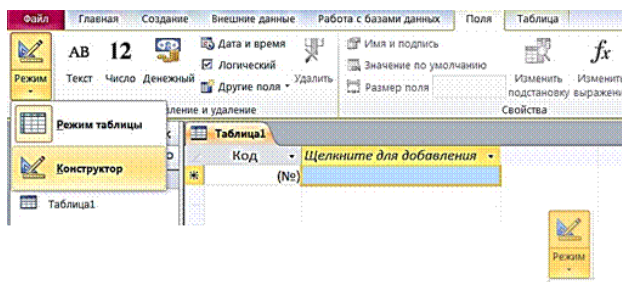 Файл Главная Создание Внешние данные Работа с базами данных Поля Таблица
Режим
AB Текст
12 Число
Денежный
Дата и время
Логический
Другие поля
Удалить
Имя и подпись
Значение по умолчанию
Размер поля
Изменить подстановку
fx
Изменить выражени
ление и удаление
Свойства
Режим таблицы
Конструктор
Таблица1
Таблица1
Код Щелкните для добавления
(№)
Режим